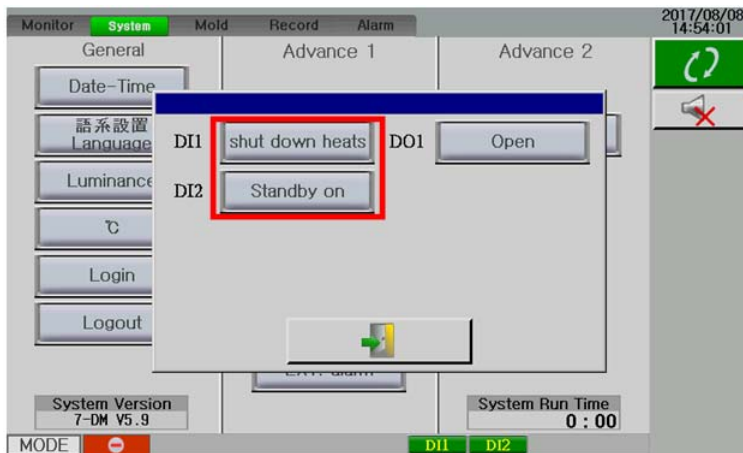 Monitor System Mold Record Alarm
2017/08/08
14:54:01
General
Advance 1
Advance 2
Date-Time
語系設置
Language
Luminance
℃
Login
Logout
DI1 shut down heats DO1 Open
DI2 Standby on
EXT. alarm
System Version
7-DM V5.9
System Run Time
0 : 00
MODE
DI1 DI2